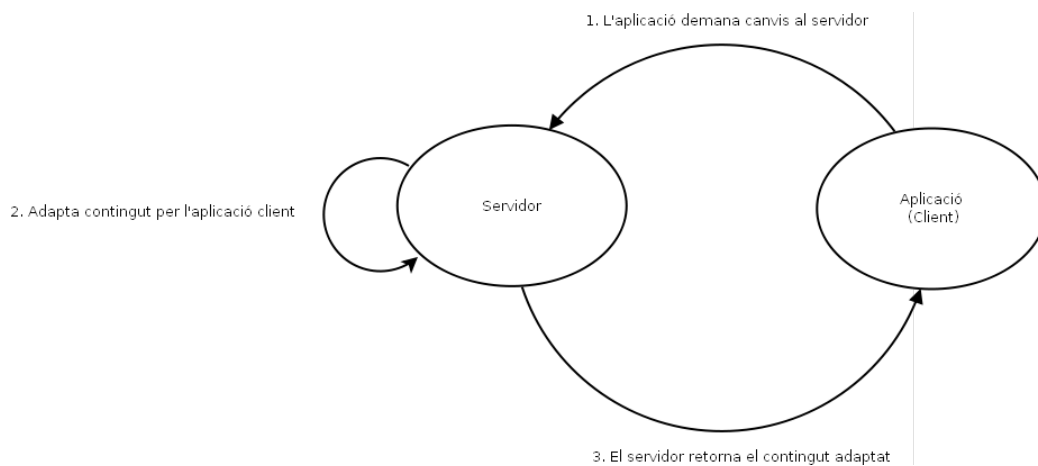 1. L'aplicació demana canvis al servidor
2. Adapta contingut per l'aplicació client
Servidor
Aplicació
(Client)
3. El servidor retorna el contingut adaptat